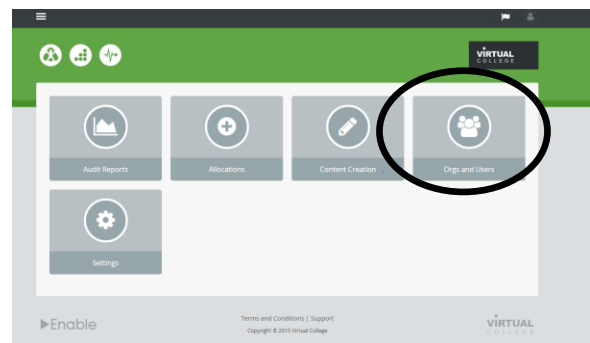 VIRTUAL
COLLEGE
Audit Reports
Allocations
Content Creation
Orgs and Users
Settings
Enable
Terms and Conditions | Support
Copyright © 2015 Virtual College
VIRTUAL
COLLEGE